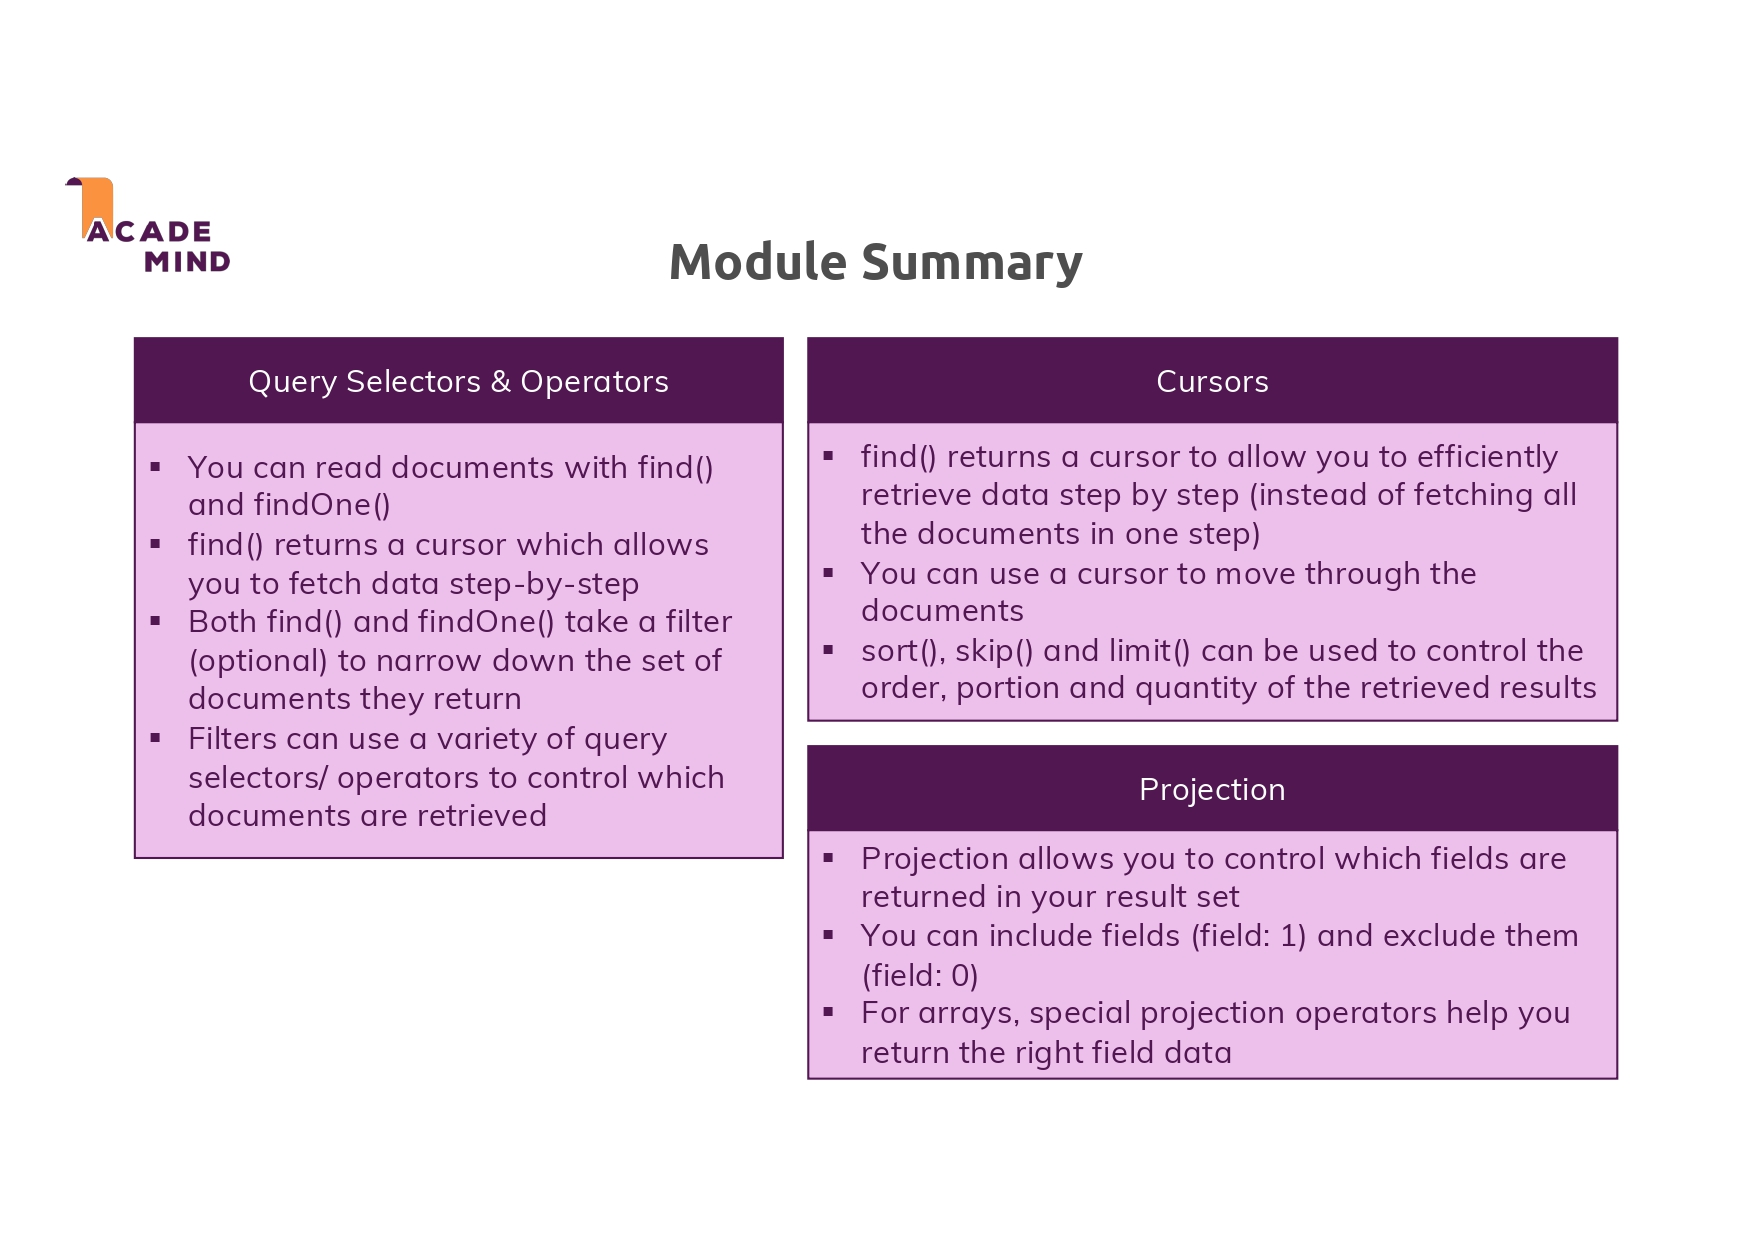 ACADE
MIND
Module Summary
Query Selectors & Operators
▪ You can read documents with find()
and findOne()
▪ find() returns a cursor which allows
you to fetch data step-by-step
▪ Both find() and findOne() take a filter
(optional) to narrow down the set of
documents they return
▪ Filters can use a variety of query
selectors/ operators to control which
documents are retrieved
Cursors
▪ find() returns a cursor to allow you to efficiently
retrieve data step by step (instead of fetching all
the documents in one step)
▪ You can use a cursor to move through the
documents
▪ sort(), skip() and limit() can be used to control the
order, portion and quantity of the retrieved results
Projection
▪ Projection allows you to control which fields are
returned in your result set
▪ You can include fields (field: 1) and exclude them
(field: 0)
▪ For arrays, special projection operators help you
return the right field data